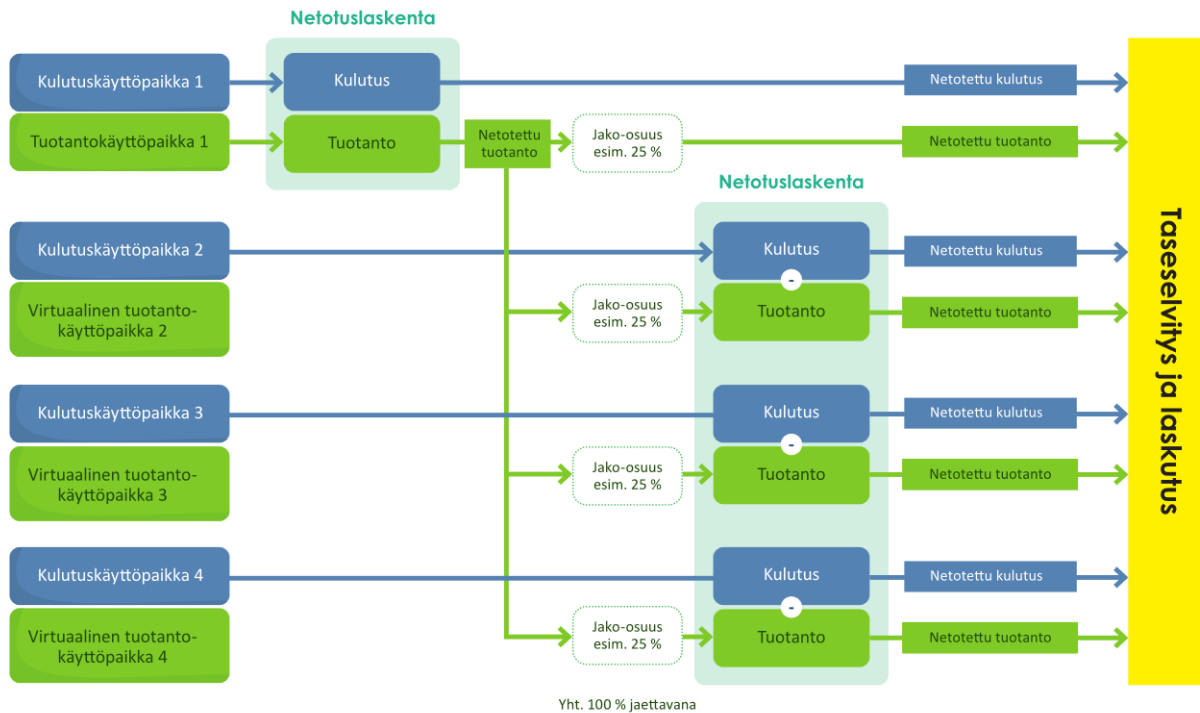 Netotuslaskenta
Kulutuskäyttöpaikka 1
Kulutus
Netotettu kulutus
Tuotantokäyttöpaikka 1
Tuotanto
Netotettu
tuotanto
Jako-osuus
esim. 25 %
Netotettu tuotanto
Netotuslaskenta
Kulutuskäyttöpaikka 2
Kulutus
Netotettu kulutus
-
Virtuaalinen tuotanto-
käyttöpaikka 2
Jako-osuus
esim. 25 %
Tuotanto
Netotettu tuotanto
Kulutuskäyttöpaikka 3
Kulutus
Netotettu kulutus
-
Virtuaalinen tuotanto-
käyttöpaikka 3
Jako-osuus
esim. 25 %
Tuotanto
Netotettu tuotanto
Kulutuskäyttöpaikka 4
Kulutus
Netotettu kulutus
-
Virtuaalinen tuotanto-
käyttöpaikka 4
Jako-osuus
esim. 25 %
Tuotanto
Netotettu tuotanto
Yht. 100 % jaettavana
Taseselvitys ja laskutus